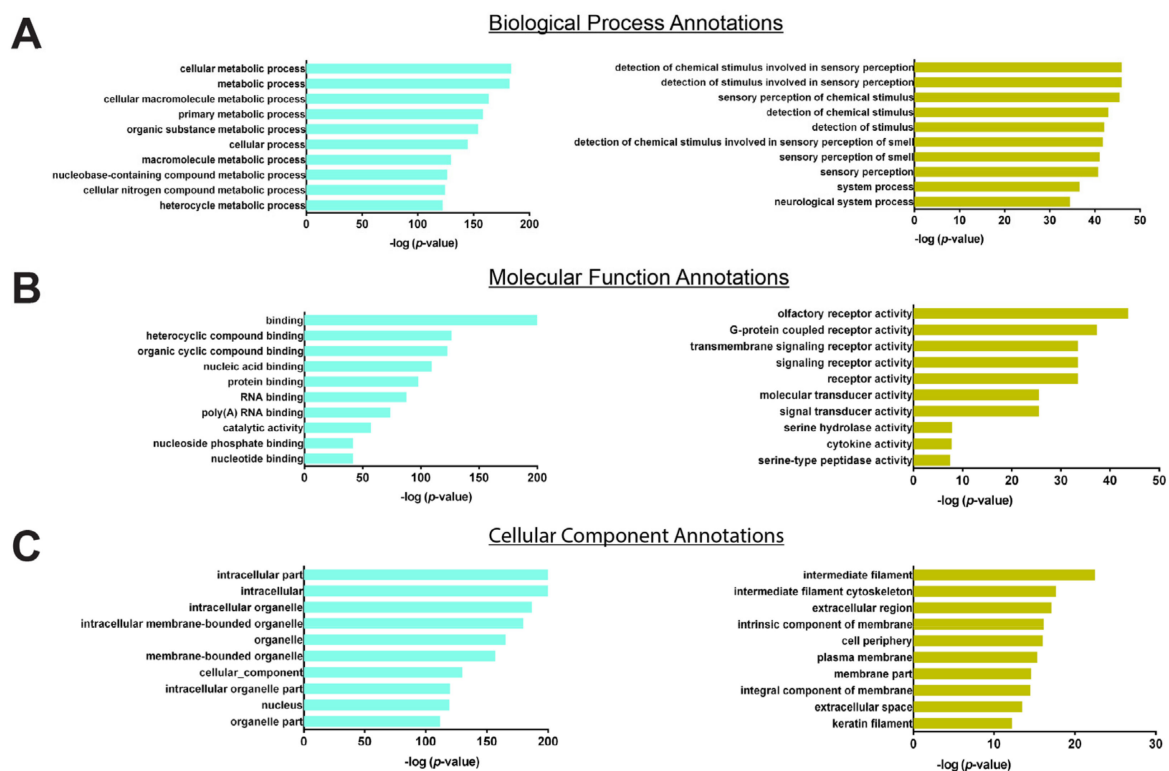 A
Biological Process Annotations
cellular metabolic process
metabolic process
cellular macromolecule metabolic process
primary metabolic process
organic substance metabolic process
cellular process
macromolecule metabolic process
nucleobase-containing compound metabolic process
cellular nitrogen compound metabolic process
heterocycle metabolic process
0 50 100 150 200
-log (p-value)
detection of chemical stimulus involved in sensory perception
detection of stimulus involved in sensory perception
sensory perception of chemical stimulus
detection of chemical stimulus
detection of stimulus
detection of chemical stimulus involved in sensory perception of smell
sensory perception of smell
sensory perception
system process
neurological system process
0 10 20 30 40 50
-log (p-value)
B
Molecular Function Annotations
binding
heterocyclic compound binding
organic cyclic compound binding
nucleic acid binding
protein binding
RNA binding
poly(A) RNA binding
catalytic activity
nucleoside phosphate binding
nucleotide binding
0 50 100 150 200
-log (p-value)
olfactory receptor activity
G-protein coupled receptor activity
transmembrane signaling receptor activity
signaling receptor activity
receptor activity
molecular transducer activity
signal transducer activity
serine hydrolase activity
cytokine activity
serine-type peptidase activity
0 10 20 30 40 50
-log (p-value)
C
Cellular Component Annotations
intracellular part
intracellular
intracellular organelle
intracellular membrane-bounded organelle
organelle
membrane-bounded organelle
cellular_component
intracellular organelle part
nucleus
organelle part
0 50 100 150 200
-log (p-value)
intermediate filament
intermediate filament cytoskeleton
extracellular region
intrinsic component of membrane
cell periphery
plasma membrane
membrane part
integral component of membrane
extracellular space
keratin filament
0 10 20 30
-log (p-value)